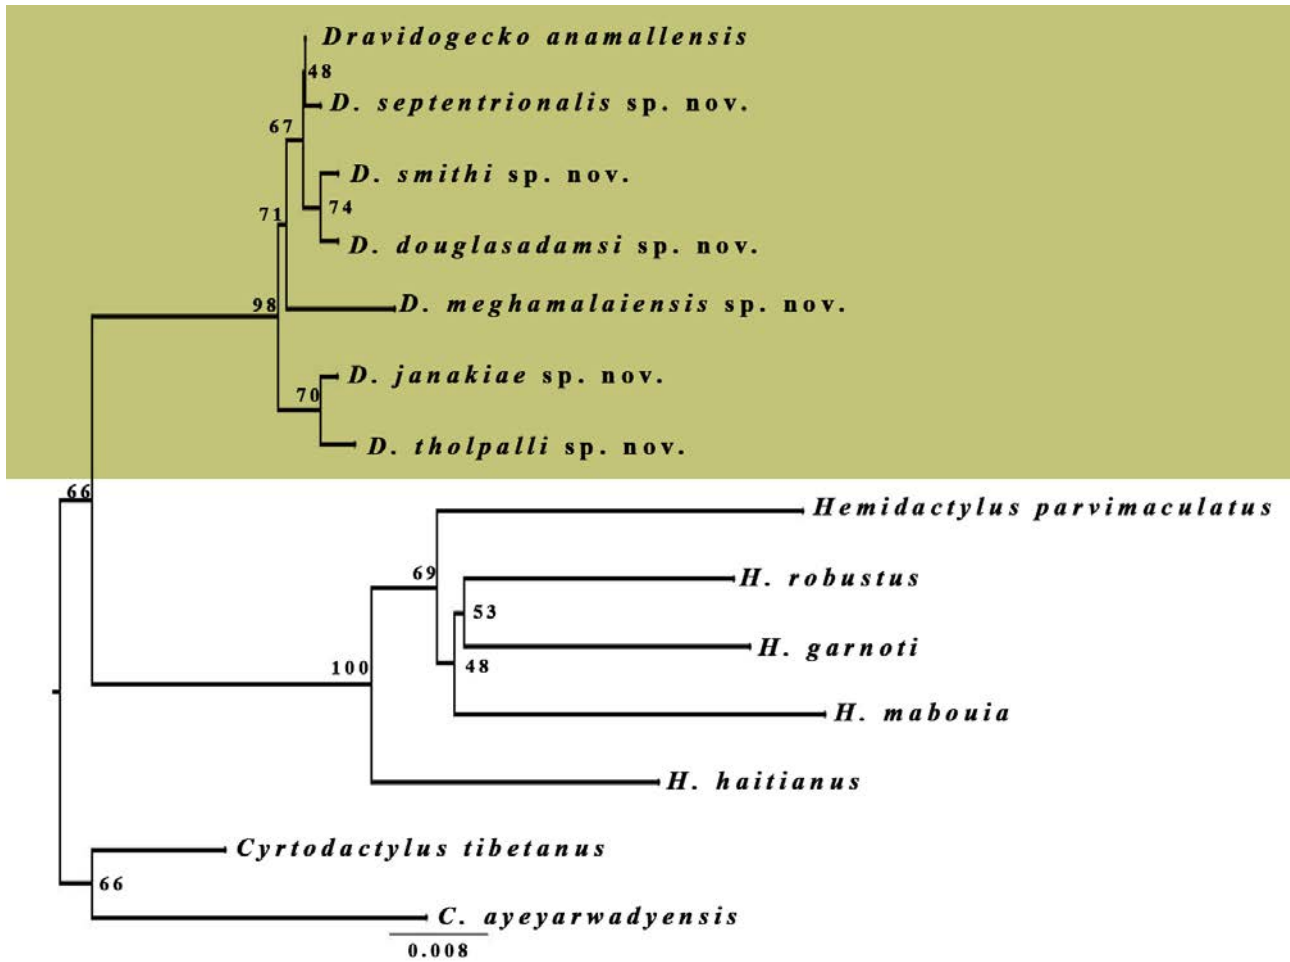 Dravidogecko anamallensis
48
D. septentrionalis sp. nov.
67
D. smithi sp. nov.
74
71
D. douglasadamsi sp. nov.
98
D. meghamalaiensis sp. nov.
D. janakiae sp. nov.
70
D. tholpalli sp. nov.
66
Hemidactylus parvimaculatus
69
H. robustus
53
H. garnoti
100
48
H. mabouia
H. haitianus
Cyrtodactylus tibetanus
66
C. ayeyarwadyensis
0.008